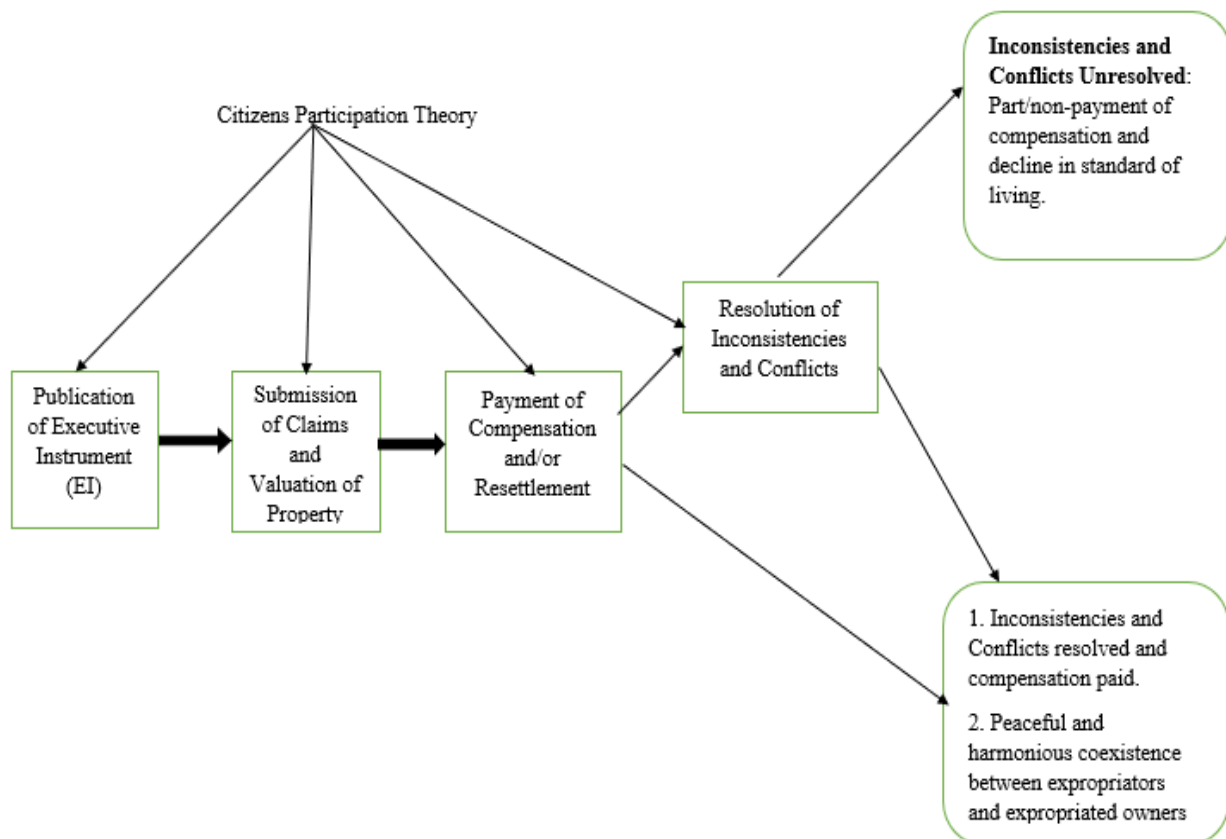 Citizens Participation Theory
Inconsistencies and
Conflicts Unresolved:
Part/non-payment of
compensation and
decline in standard of
living.
Publication
of Executive
Instrument
(EI)
Submission
of Claims
and
Valuation of
Property
Payment of
Compensation
and/or
Resettlement
Resolution of
Inconsistencies
and Conflicts
1. Inconsistencies and
Conflicts resolved and
compensation paid.
2. Peaceful and
harmonious coexistence
between expropriators
and expropriated owners